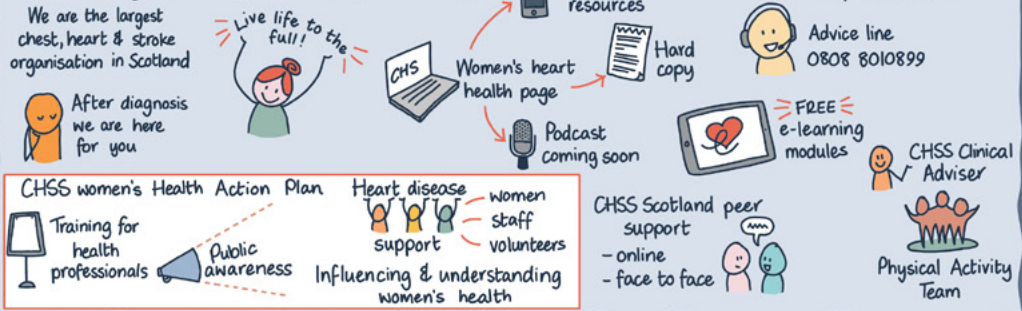 resources
We are the largest
chest, heart & stroke
organisation in Scotland
Live life to the
full!
After diagnosis
we are here
for you
CHS
Women's heart
health page
Hard
copy
Podcast
coming soon
Advice line
0808 8010899
FREE
e-learning
modules
CHSS Clinical
Adviser
CHSS women's Health Action Plan
Training for
health
professionals
Public
awareness
Heart disease
support
women
staff
volunteers
Influencing & understanding
women's health
CHSS Scotland peer
support
- online
- face to face
Physical Activity
Team